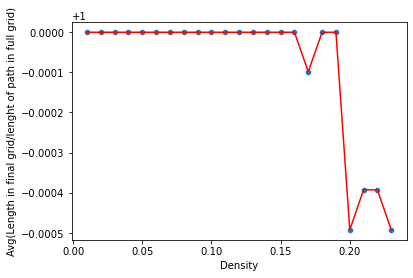 +1
0.0000
−0.0001
−0.0002
−0.0003
−0.0004
−0.0005
Avg(Length in final grid/lenght of path in full grid)
0.00 0.05 0.10 0.15 0.20
Density